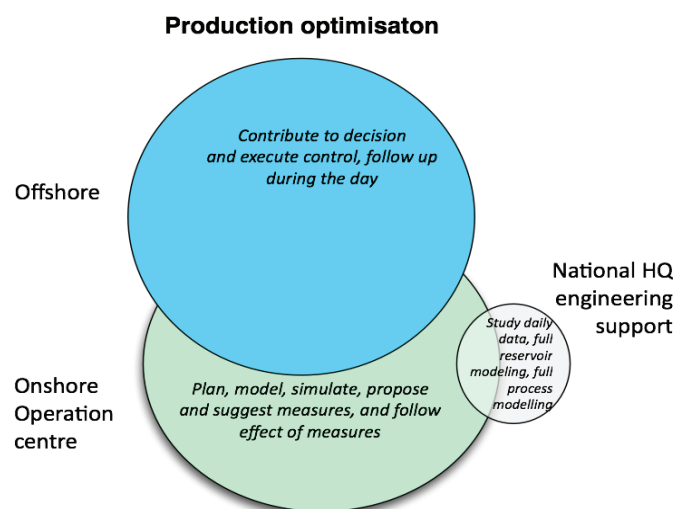 Production optimisaton
Contribute to decision
and execute control, follow up
during the day
Offshore
National HQ
engineering
support
Study daily
data, full
reservoir
modeling, full
process
modelling
Onshore
Operation
centre
Plan, model, simulate, propose
and suggest measures, and follow
effect of measures